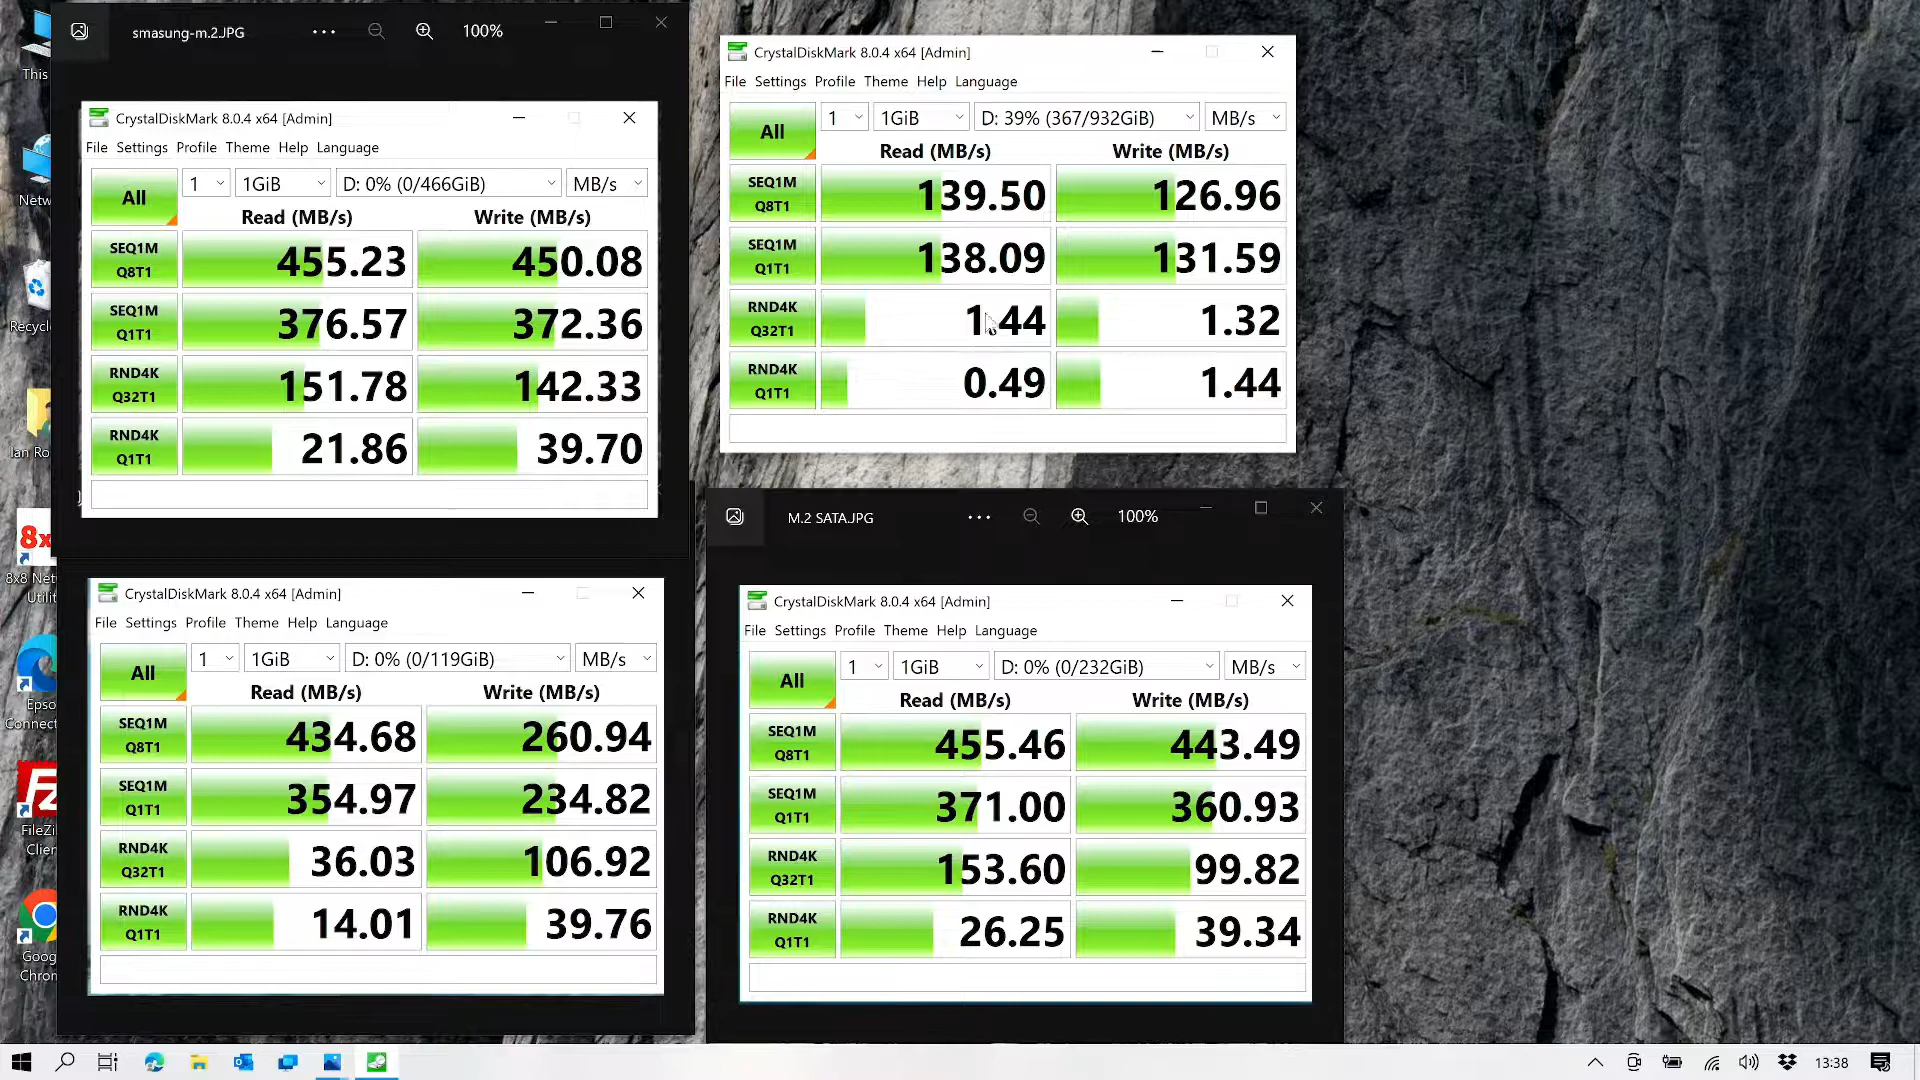 This
Netw
Recycl
Ian Ro
8x
8x8 Net
Utilit
Epso
Connect
FileZil
Clien
Goog
Chrom
smasung-m.2.JPG
100%
CrystalDiskMark 8.0.4 x64 [Admin]
File Settings Profile Theme Help Language
All 1 1GiB D: 0% (0/466GiB) MB/s
Read (MB/s) Write (MB/s)
SEQ1M Q8T1 455.23 450.08
SEQ1M Q1T1 376.57 372.36
RND4K Q32T1 151.78 142.33
RND4K Q1T1 21.86 39.70
CrystalDiskMark 8.0.4 x64 [Admin]
File Settings Profile Theme Help Language
All 1 1GiB D: 39% (367/932GiB) MB/s
Read (MB/s) Write (MB/s)
SEQ1M Q8T1 139.50 126.96
SEQ1M Q1T1 138.09 131.59
RND4K Q32T1 1.44 1.32
RND4K Q1T1 0.49 1.44
CrystalDiskMark 8.0.4 x64 [Admin]
File Settings Profile Theme Help Language
All 1 1GiB D: 0% (0/119GiB) MB/s
Read (MB/s) Write (MB/s)
SEQ1M Q8T1 434.68 260.94
SEQ1M Q1T1 354.97 234.82
RND4K Q32T1 36.03 106.92
RND4K Q1T1 14.01 39.76
M.2 SATA.JPG
100%
CrystalDiskMark 8.0.4 x64 [Admin]
File Settings Profile Theme Help Language
All 1 1GiB D: 0% (0/232GiB) MB/s
Read (MB/s) Write (MB/s)
SEQ1M Q8T1 455.46 443.49
SEQ1M Q1T1 371.00 360.93
RND4K Q32T1 153.60 99.82
RND4K Q1T1 26.25 39.34
13:38